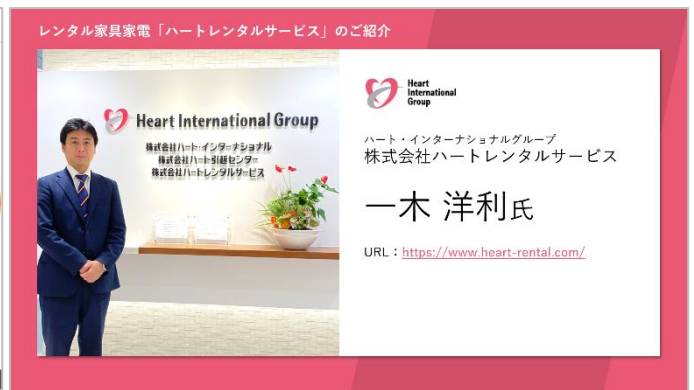 レンタル家具家電「ハートレンタルサービス」のご紹介
Heart International Group
株式会社ハート・インターナショナル
株式会社ハート引越センター
株式会社ハートレンタルサービス
Heart
International
Group
ハート・インターナショナルグループ
株式会社ハートレンタルサービス
一木 洋利氏
URL：https://www.heart-rental.com/